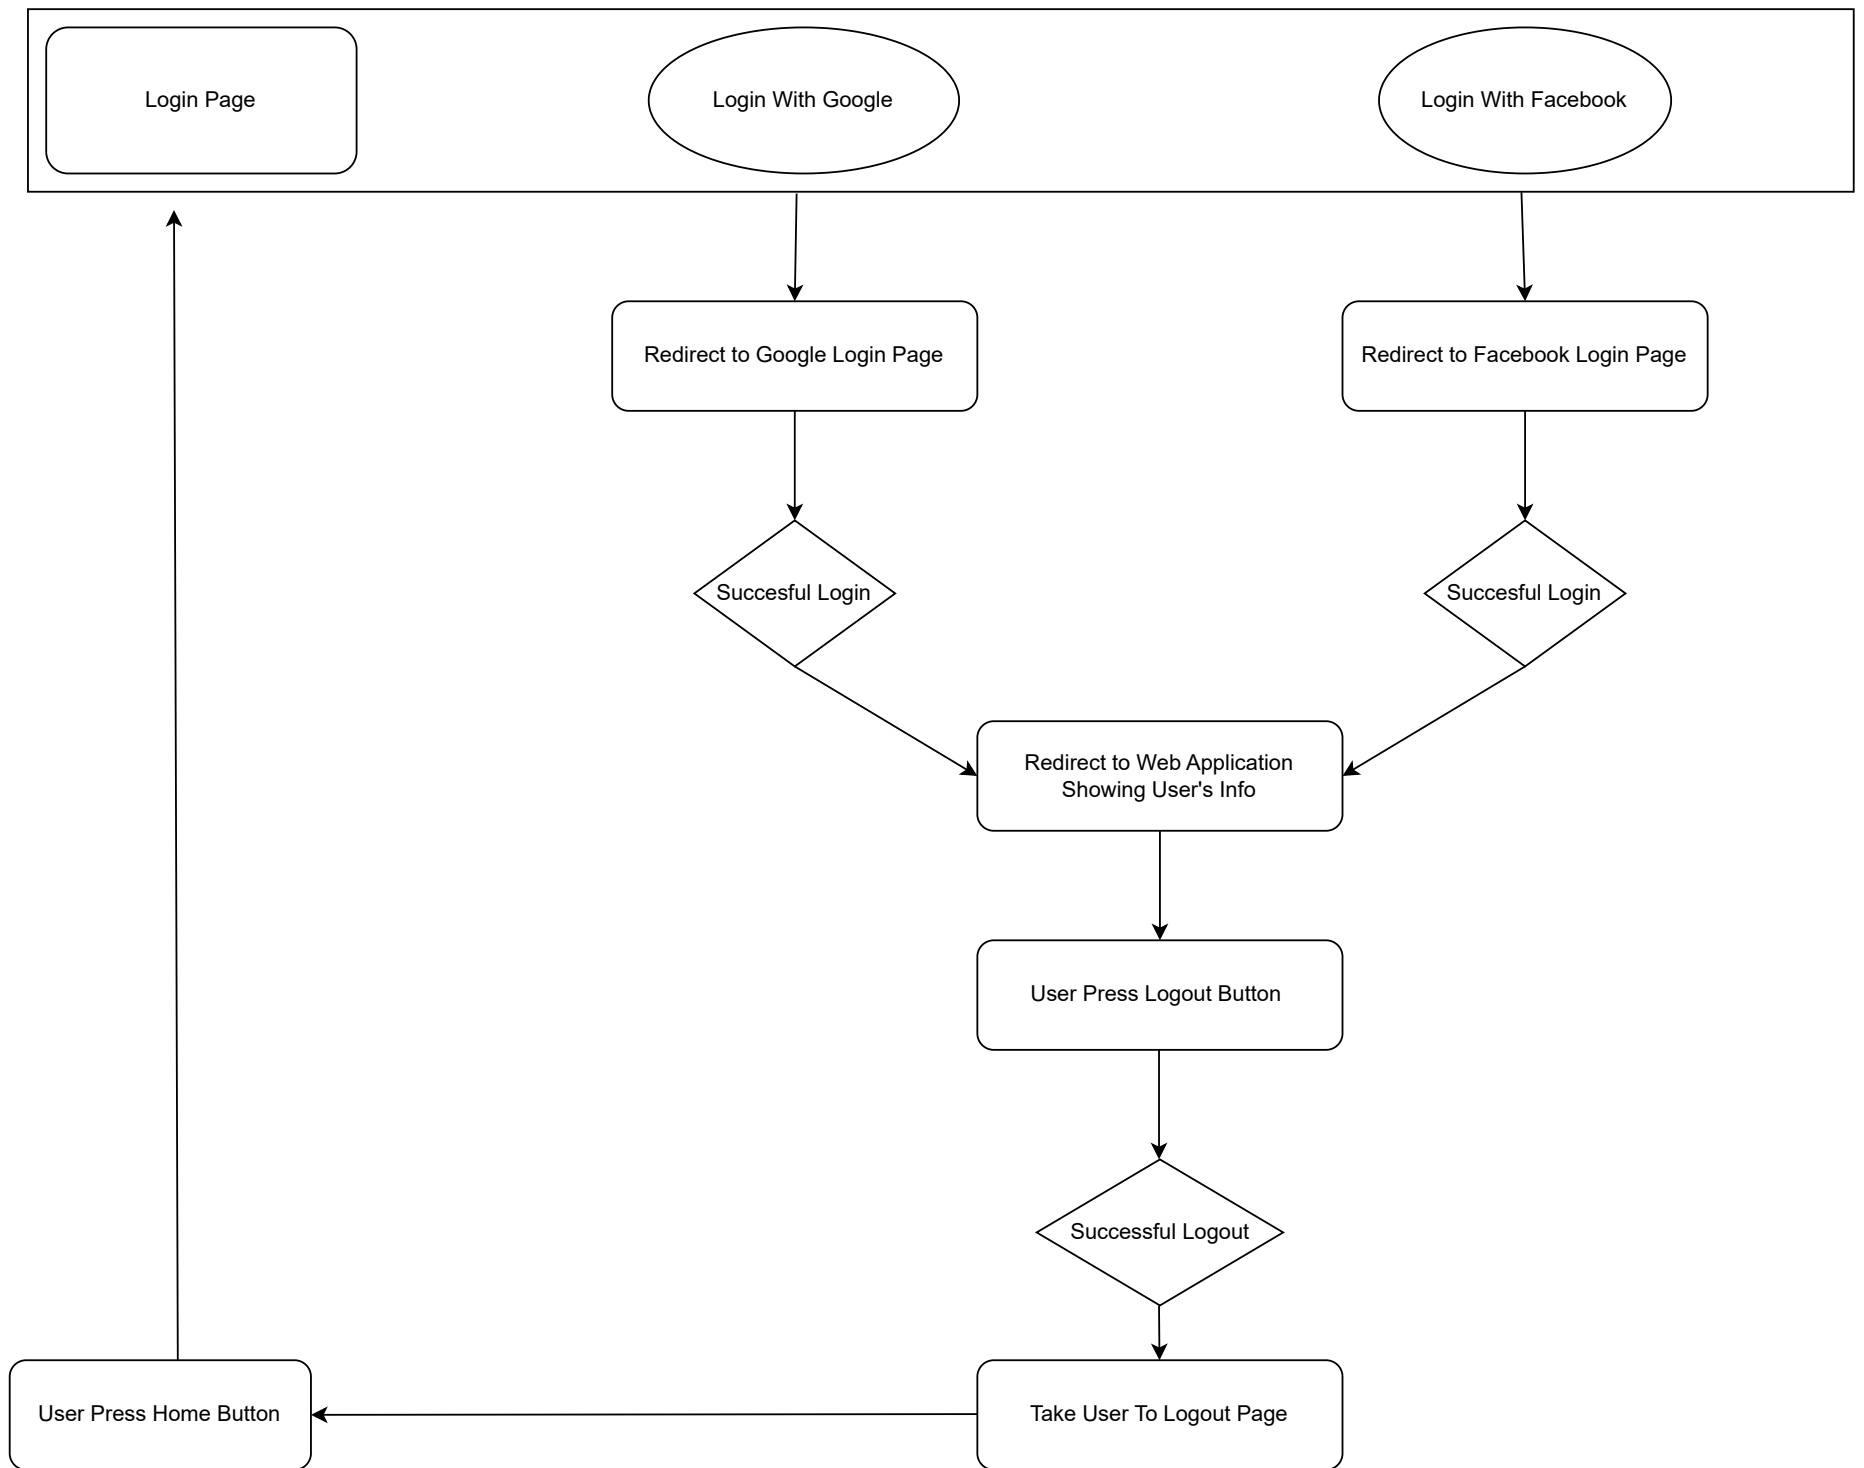 Login Page
Login With Google
Login With Facebook
Redirect to Google Login Page
Redirect to Facebook Login Page
Succesful Login
Succesful Login
Redirect to Web Application
Showing User's Info
User Press Logout Button
Successful Logout
User Press Home Button
Take User To Logout Page